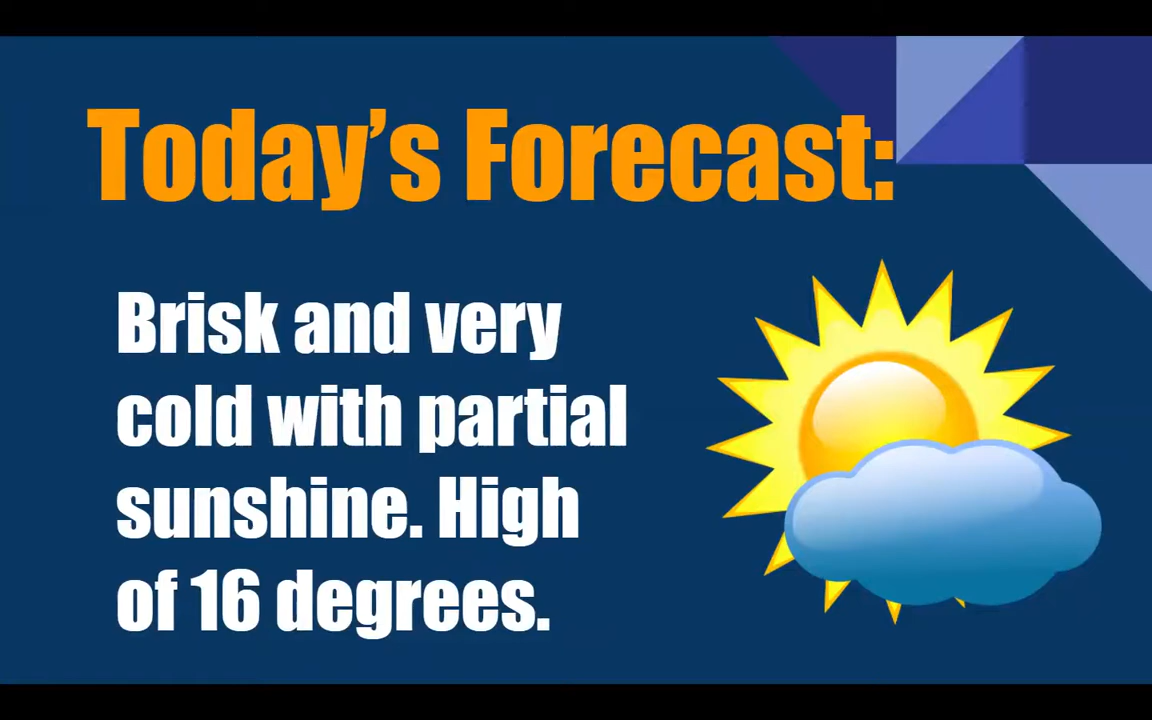 Today’s Forecast:
Brisk and very
cold with partial
sunshine. High
of 16 degrees.